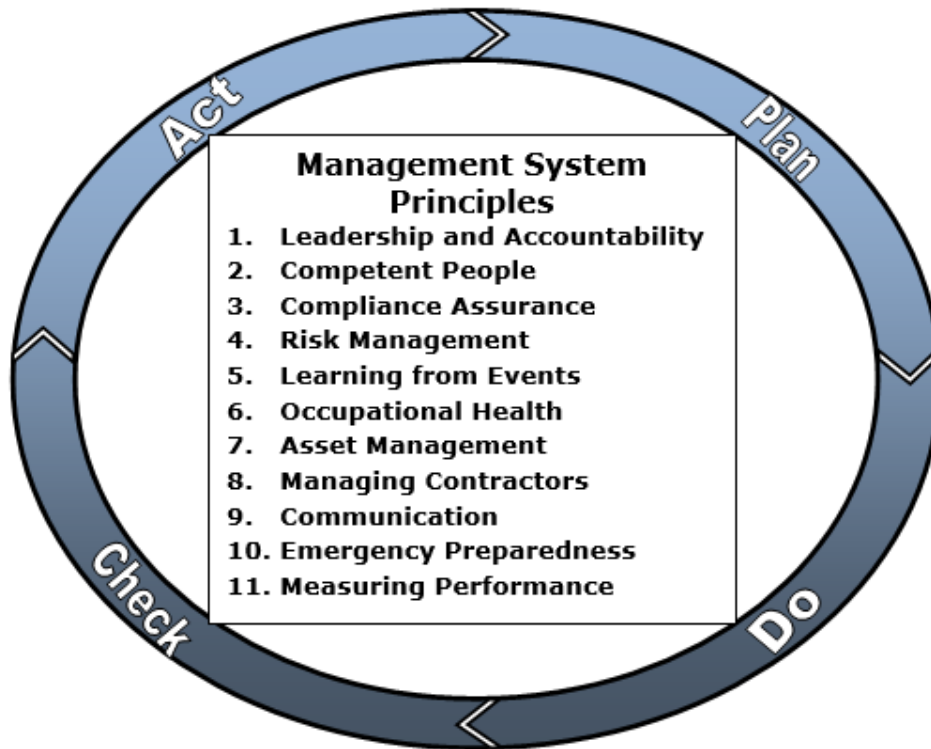 Act
Plan
Management System
Principles
1. Leadership and Accountability
2. Competent People
3. Compliance Assurance
4. Risk Management
5. Learning from Events
6. Occupational Health
7. Asset Management
8. Managing Contractors
9. Communication
10. Emergency Preparedness
11. Measuring Performance
Check
Do